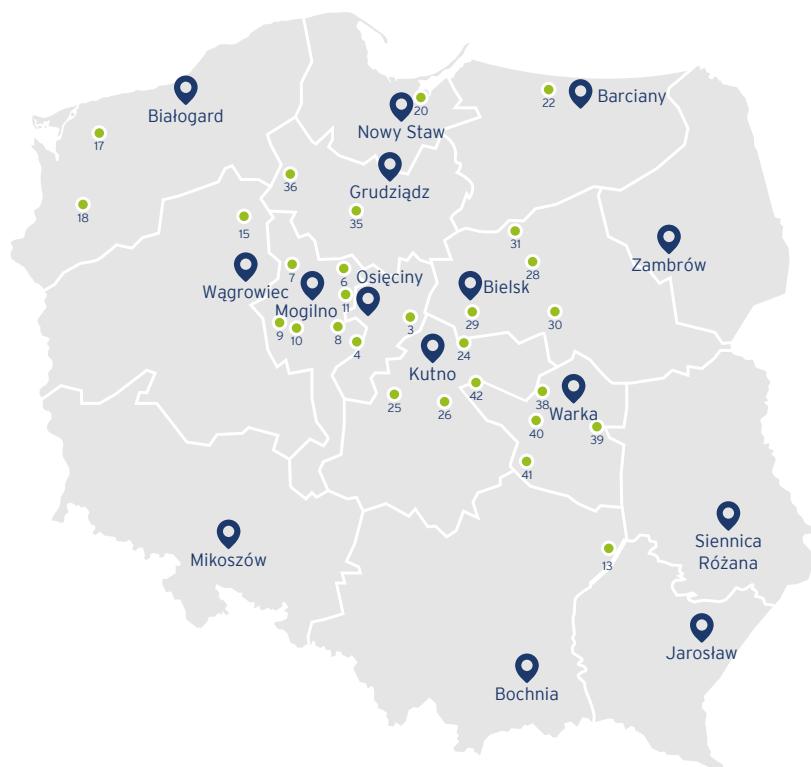 Białogard
17
18
20
Nowy Staw
22
Barciany
36
Grudziądz
35
15
31
28
Zambrów
7
6
Osięciny
Wągrowiec
Mogilno
11
Bielsk
29
30
9
10
8
4
3
24
Kutno
42
25
26
38
Warka
40
39
41
Mikoszów
13
Siennica
Różana
Jarosław
Bochnia